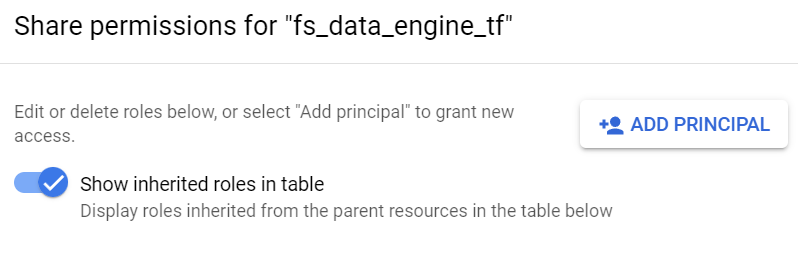 Share permissions for "fs_data_engine_tf"
Edit or delete roles below, or select "Add principal" to grant new
access.
ADD PRINCIPAL
Show inherited roles in table
Display roles inherited from the parent resources in the table below